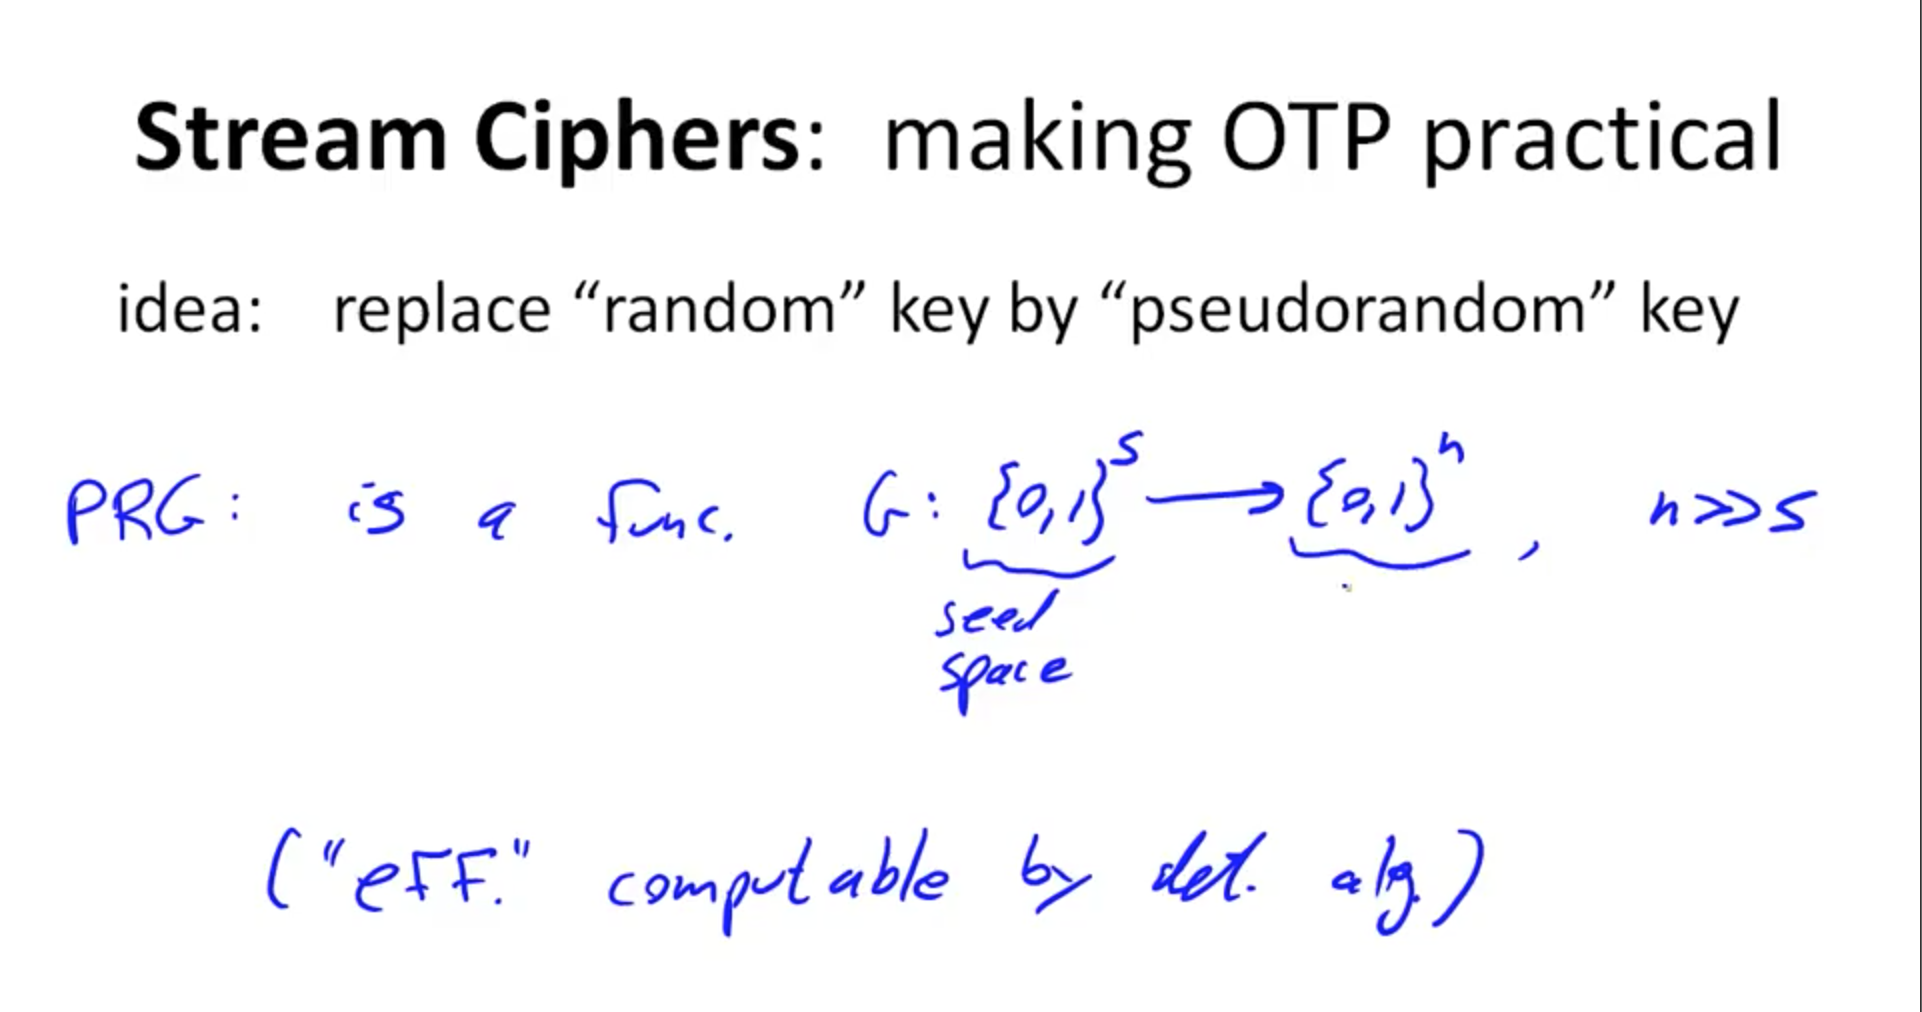 Stream Ciphers: making OTP practical
idea: replace “random” key by “pseudorandom” key
PRG: is a func. G: {0,1}^s ⟶ {0,1}^n , n>>s
seed
space
("eff." computable by det. alg.)